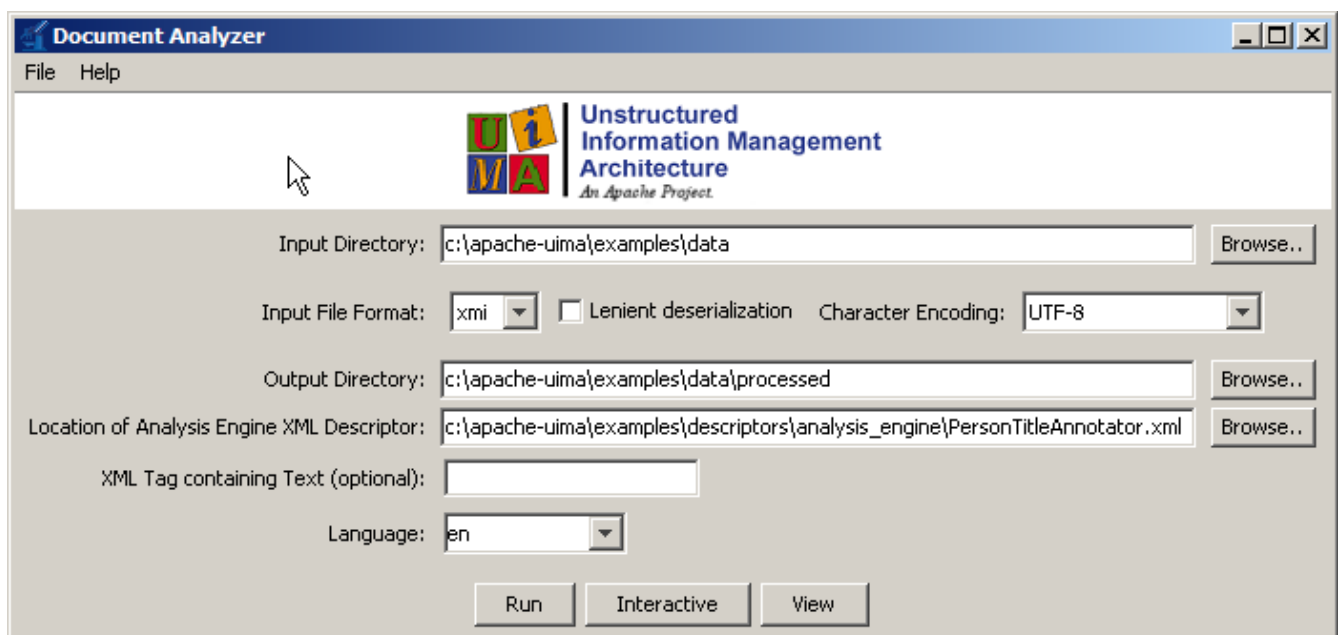 Document Analyzer
File Help
UIMA
Unstructured
Information Management
Architecture
An Apache Project.
Input Directory: c:\apache-uima\examples\data Browse..
Input File Format: xmi Lenient deserialization Character Encoding: UTF-8
Output Directory: c:\apache-uima\examples\data\processed Browse..
Location of Analysis Engine XML Descriptor: c:\apache-uima\examples\descriptors\analysis_engine\PersonTitleAnnotator.xml Browse..
XML Tag containing Text (optional):
Language: en
Run Interactive View